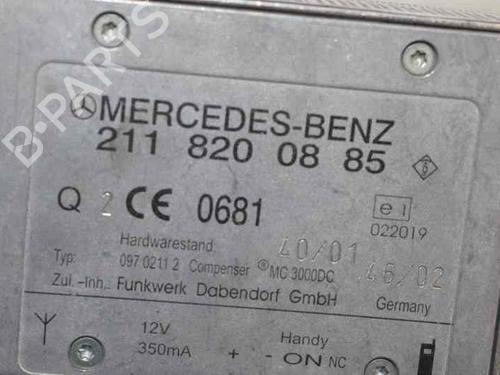 B-PARTS
MERCEDES-BENZ
211 820 08 85
Q 2 CE 0681
e1
022019
Hardwarestand: 40/01
Typ: 097 0211 2 Compenser ® MC 3000DC 46/02
Zul.-Inh.: Funkwerk Dabendorf GmbH Germany
12V Handy
350mA + - ON NC